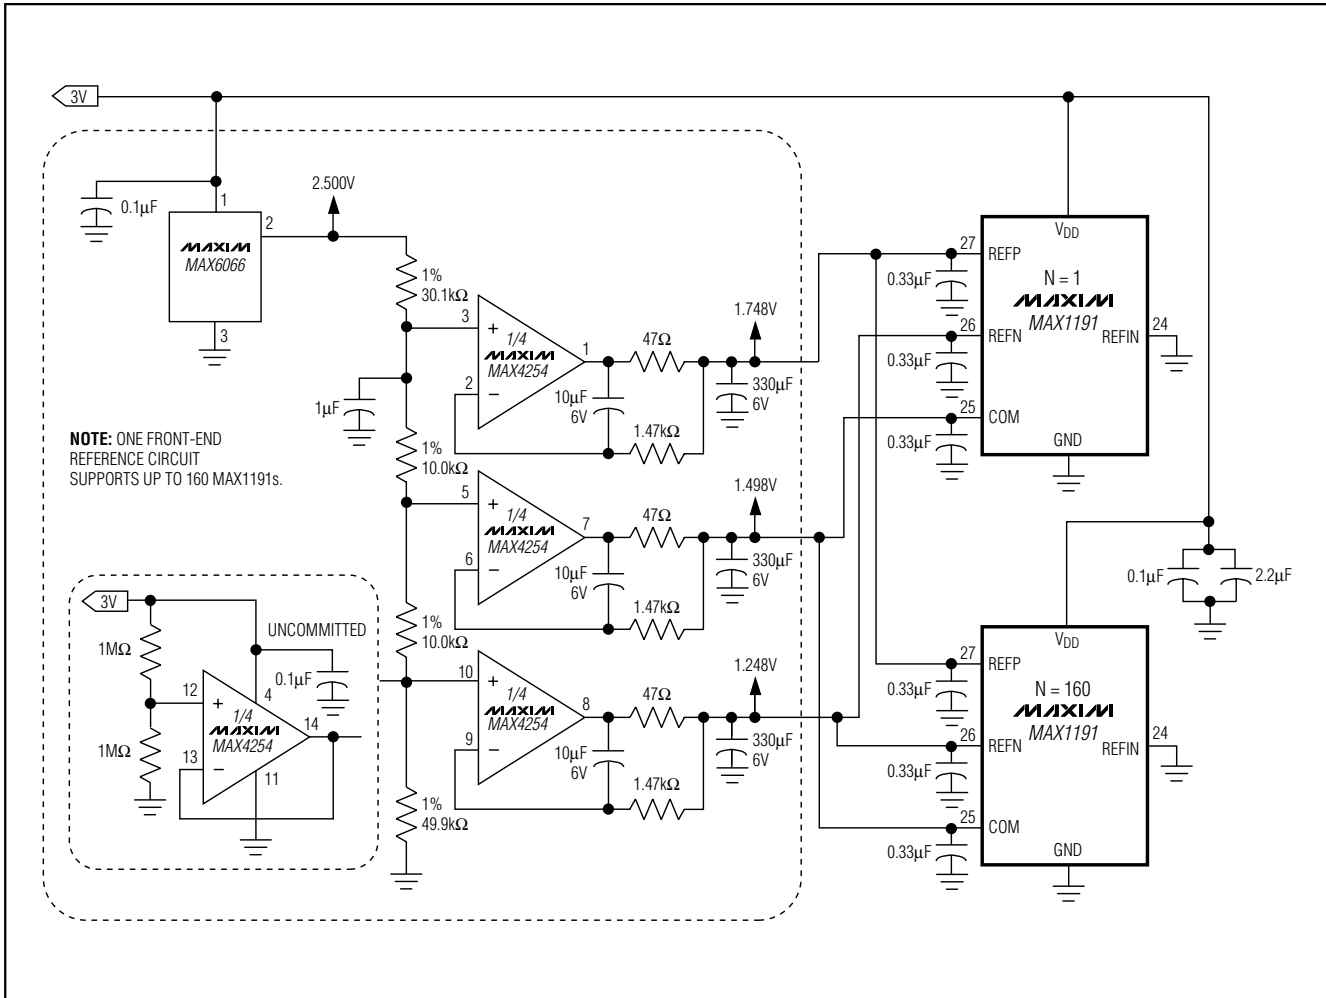 3V
0.1µF
1
MAXIM
MAX6066
2
3
2.500V
1%
30.1kΩ
1µF
1%
10.0kΩ
1%
10.0kΩ
1%
49.9kΩ
NOTE: ONE FRONT-END
REFERENCE CIRCUIT
SUPPORTS UP TO 160 MAX1191s.
3
+
1/4
MAXIM
MAX4254
2
−
1
47Ω
10µF
6V
1.47kΩ
1.748V
330µF
6V
5
+
1/4
MAXIM
MAX4254
6
−
7
47Ω
10µF
6V
1.47kΩ
1.498V
330µF
6V
10
+
1/4
MAXIM
MAX4254
9
−
8
47Ω
10µF
6V
1.47kΩ
1.248V
330µF
6V
3V
UNCOMMITTED
1MΩ
1MΩ
0.1µF
4
12
+
1/4
MAXIM
MAX4254
13
−
14
11
VDD
27
REFP
0.33µF
N = 1
MAXIM
MAX1191
26
REFN
0.33µF
24
REFIN
25
COM
0.33µF
GND
0.1µF
2.2µF
VDD
27
REFP
0.33µF
N = 160
MAXIM
MAX1191
26
REFN
0.33µF
24
REFIN
25
COM
0.33µF
GND